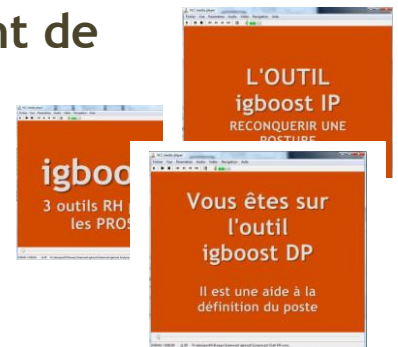 nt de
L'OUTIL
igboost IP
RECONQUERIR UNE
POSTURE
igboo
3 outils RH
les PROS
Vous êtes sur
l'outil
igboost DP
Il est une aide à la
définition du poste